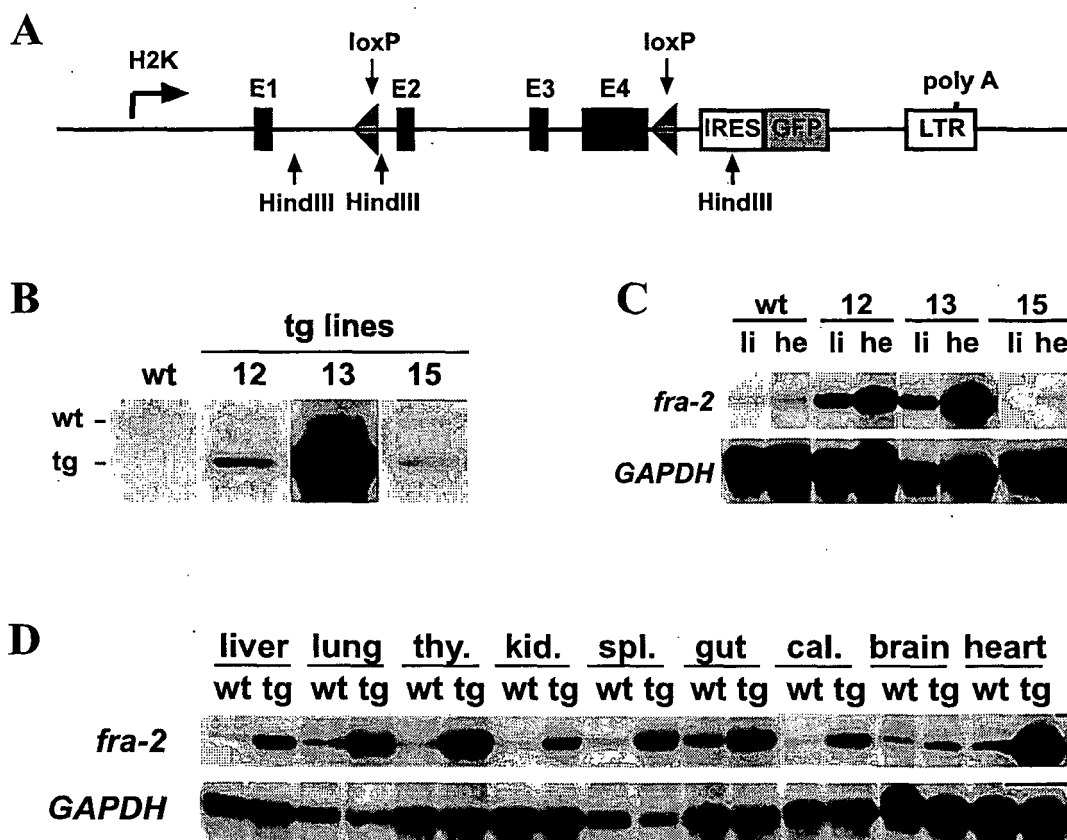 A
H2K
E1
loxP
E2
E3
E4
loxP
IRES GFP
poly A
LTR
HindIII HindIII HindIII
B
tg lines
wt 12 13 15
wt -
tg -
C
wt 12 13 15
li he li he li he li he
fra-2
GAPDH
D
liver lung thy. kid. spl. gut cal. brain heart
wt tg wt tg wt tg wt tg wt tg wt tg wt tg wt tg wt tg
fra-2
GAPDH